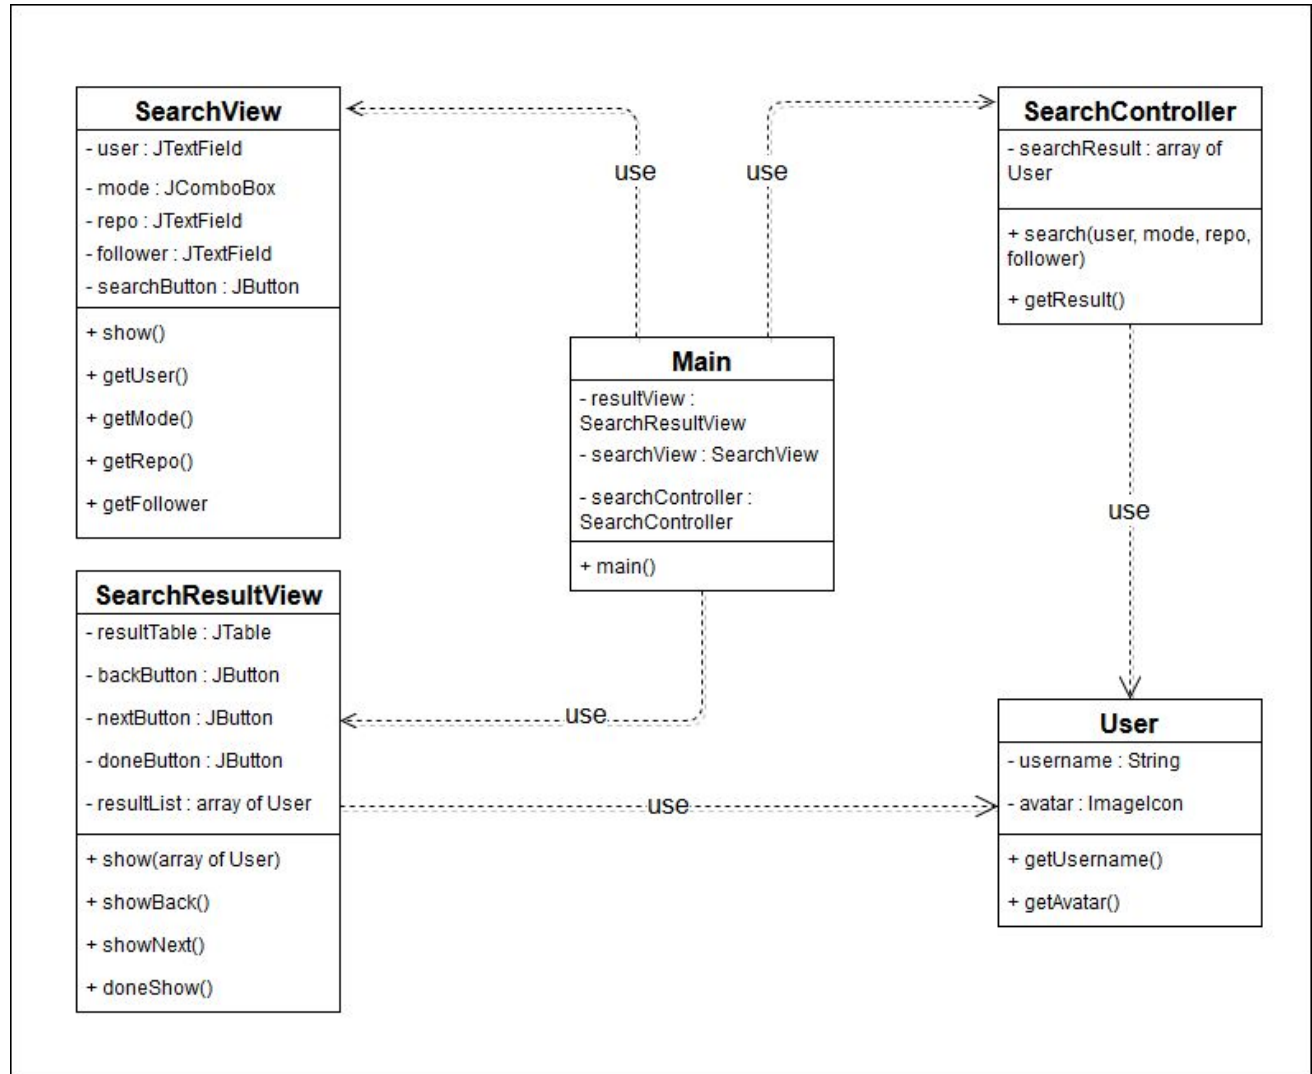 SearchView
- user : JTextField
- mode : JComboBox
- repo : JTextField
- follower : JTextField
- searchButton : JButton
+ show()
+ getUser()
+ getMode()
+ getRepo()
+ getFollower
use
use
SearchController
- searchResult : array of
User
+ search(user, mode, repo,
follower)
+ getResult()
Main
- resultView :
SearchResultView
- searchView : SearchView
- searchController :
SearchController
+ main()
use
use
use
SearchResultView
- resultTable : JTable
- backButton : JButton
- nextButton : JButton
- doneButton : JButton
- resultList : array of User
+ show(array of User)
+ showBack()
+ showNext()
+ doneShow()
User
- username : String
- avatar : ImageIcon
+ getUsername()
+ getAvatar()